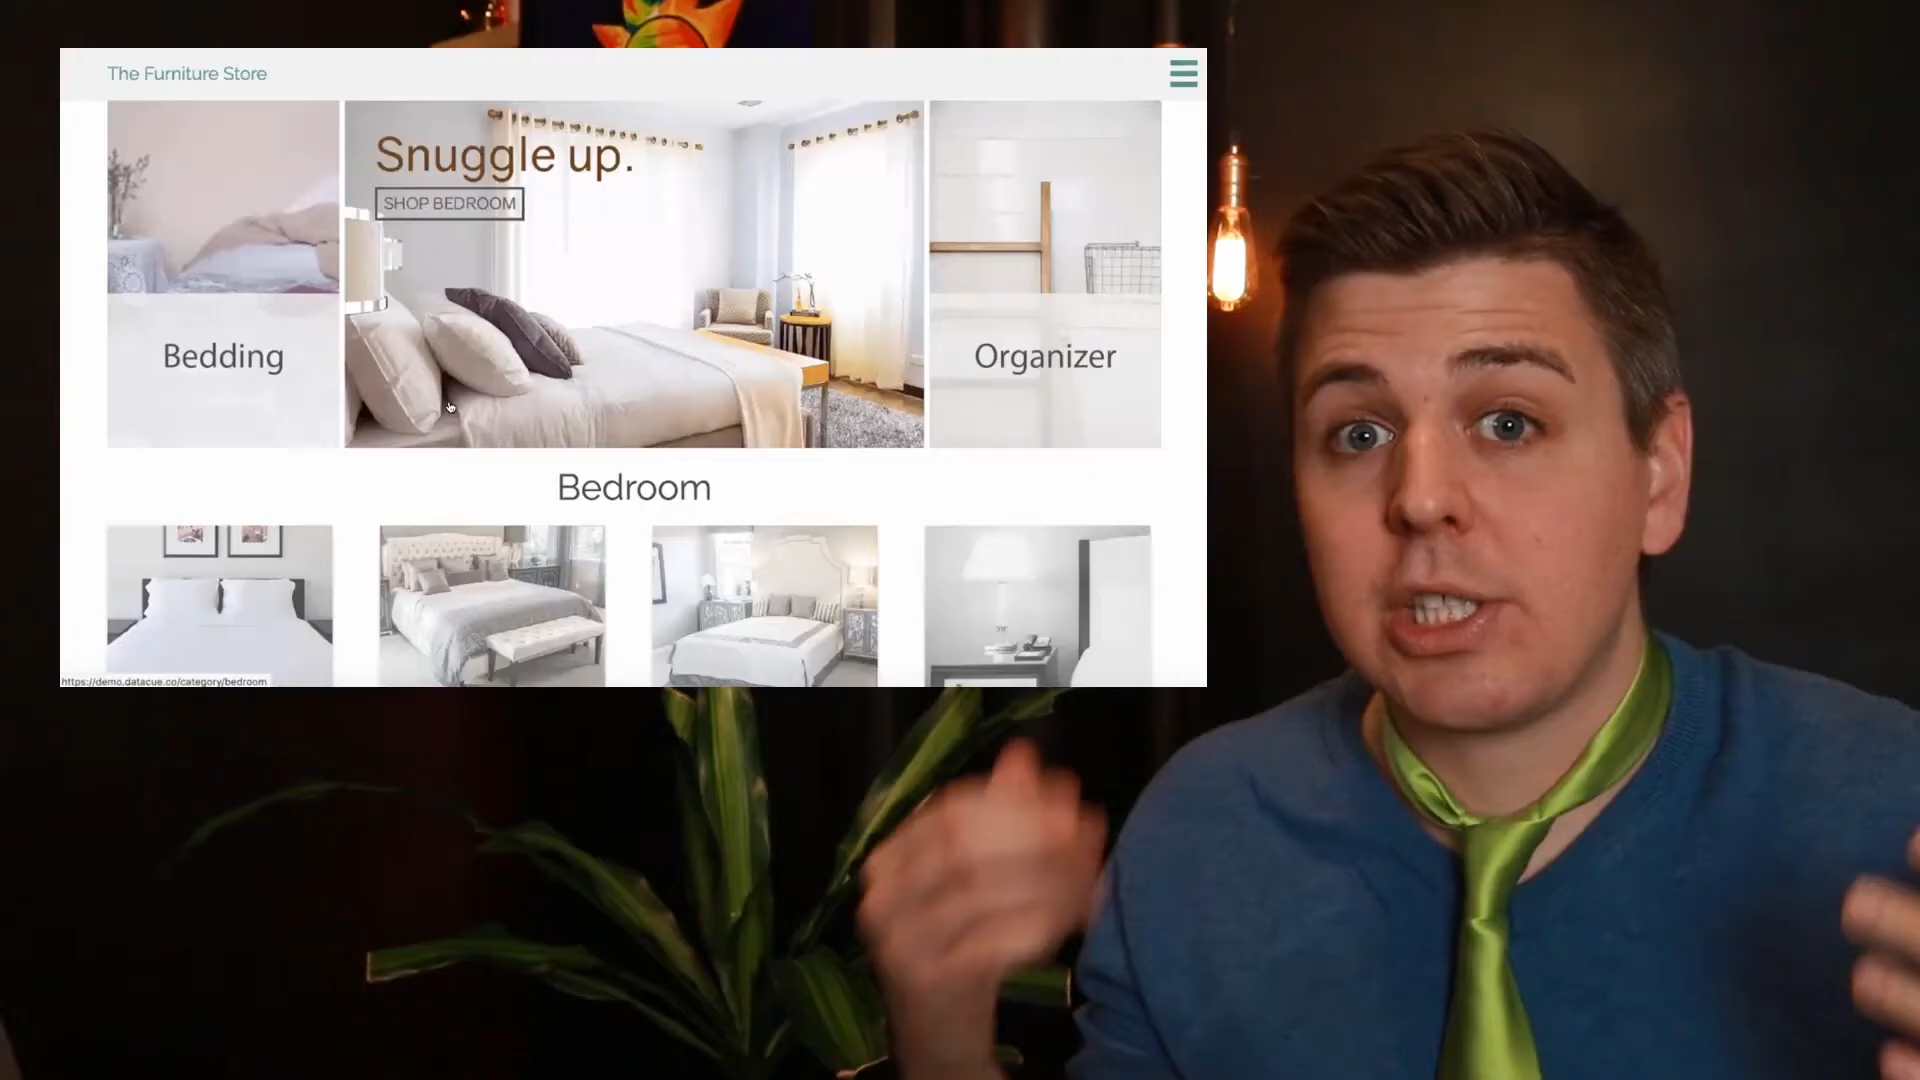 The Furniture Store
Snuggle up.
SHOP BEDROOM
Bedding
Organizer
Bedroom
https://demo.datacue.co/category/bedroom